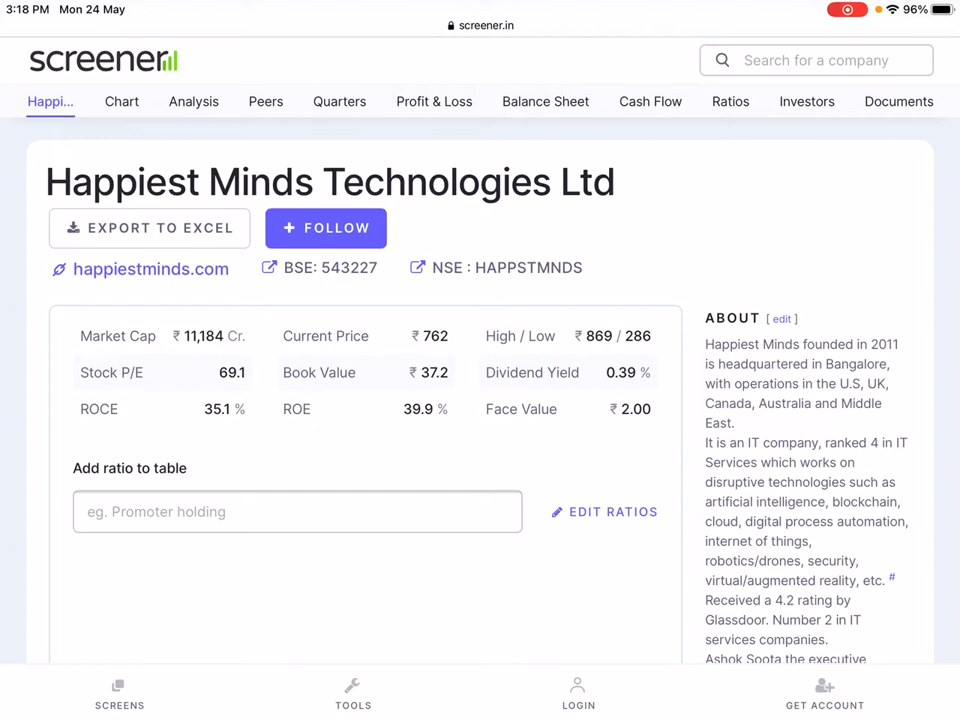 3:18 PM Mon 24 May
96%
screener.in
screener
Search for a company
Happi... Chart Analysis Peers Quarters Profit & Loss Balance Sheet Cash Flow Ratios Investors Documents
Happiest Minds Technologies Ltd
EXPORT TO EXCEL
+ FOLLOW
happiestminds.com BSE: 543227 NSE : HAPPSTMNDS
Market Cap ₹ 11,184 Cr. Current Price ₹ 762 High / Low ₹ 869 / 286
Stock P/E 69.1 Book Value ₹ 37.2 Dividend Yield 0.39 %
ROCE 35.1 % ROE 39.9 % Face Value ₹ 2.00
Add ratio to table
eg. Promoter holding
EDIT RATIOS
ABOUT [ edit ]
Happiest Minds founded in 2011
is headquartered in Bangalore,
with operations in the U.S, UK,
Canada, Australia and Middle
East.
It is an IT company, ranked 4 in IT
Services which works on
disruptive technologies such as
artificial intelligence, blockchain,
cloud, digital process automation,
internet of things,
robotics/drones, security,
virtual/augmented reality, etc. #
Received a 4.2 rating by
Glassdoor. Number 2 in IT
services companies.
Ashok Soota the executive
SCREENS
TOOLS
LOGIN
GET ACCOUNT